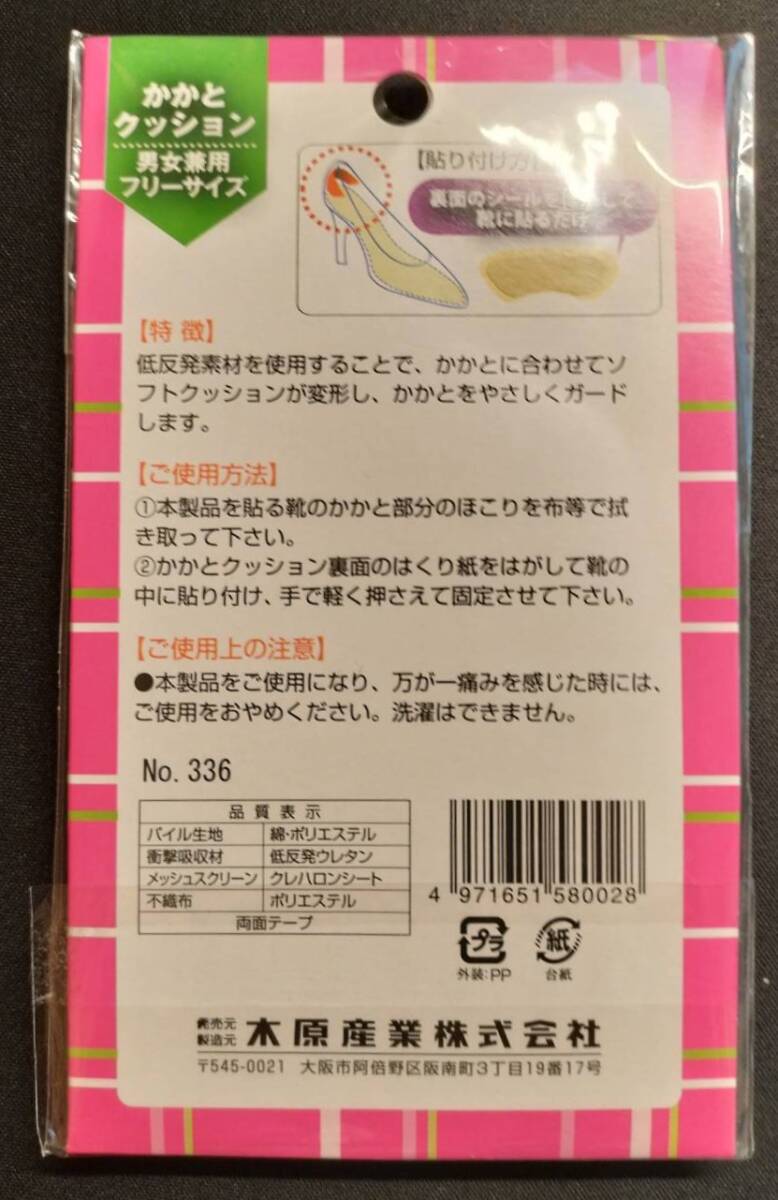 かかと
クッション
男女兼用
フリーサイズ
【貼り付け方
裏面のシールを して
靴に貼るだけ
【特 徴】
低反発素材を使用することで、かかとに合わせてソ
フトクッションが変形し、かかとをやさしくガード
します。
【ご使用方法】
①本製品を貼る靴のかかと部分のほこりを布等で拭
き取って下さい。
②かかとクッション裏面のはくり紙をはがして靴の
中に貼り付け、手で軽く押さえて固定させて下さい。
【ご使用上の注意】
●本製品をご使用になり、万が一痛みを感じた時には、
ご使用をおやめください。洗濯はできません。
No. 336
品 質 表 示
パイル生地 綿・ポリエステル
衝撃吸収材 低反発ウレタン
メッシュスクリーン クレハロンシート
不織布 ポリエステル
両面テープ
4 971651 580028
プラ
外装:PP
紙
台紙
発売元
製造元
木原産業株式会社
〒545-0021 大阪市阿倍野区阪南町3丁目19番17号